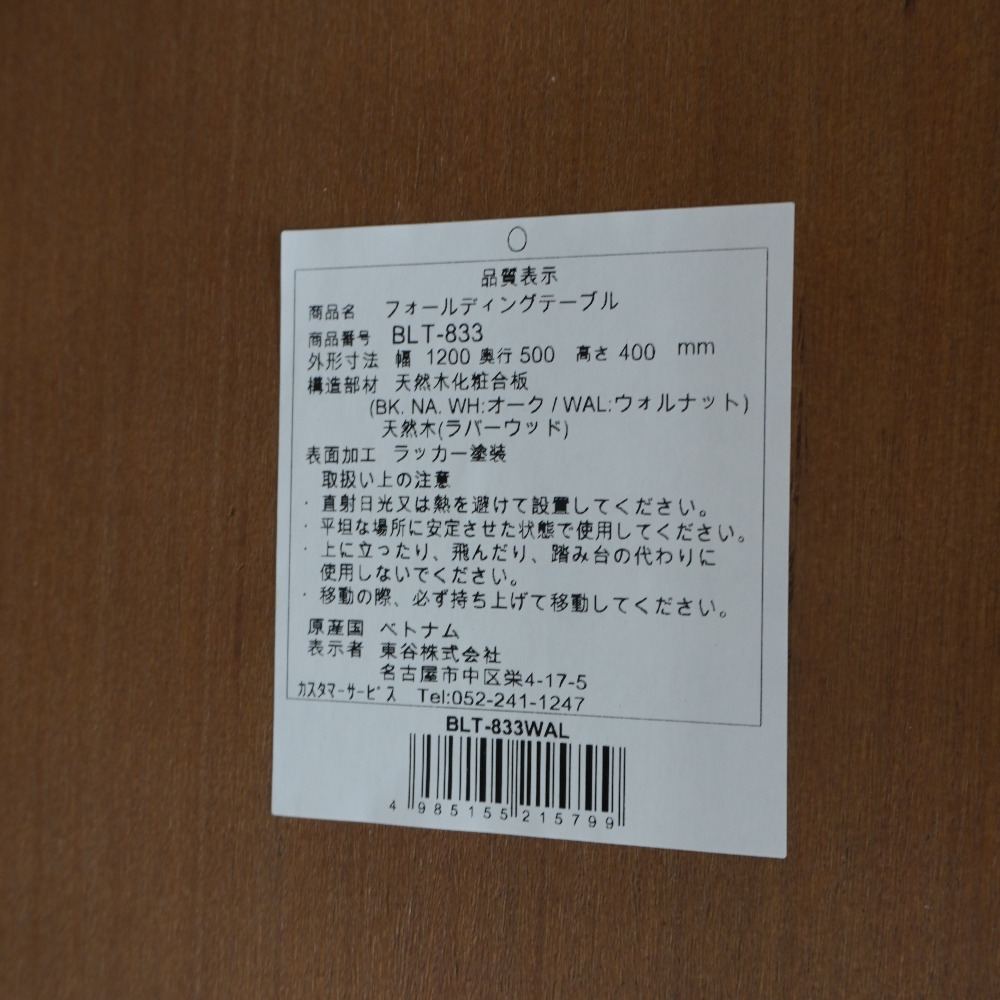 品質表示
商品名 フォールディングテーブル
商品番号 BLT-833
外形寸法 幅 1200 奥行 500 高さ 400 mm
構造部材 天然木化粧合板
(BK. NA. WH:オーク / WAL:ウォルナット)
天然木(ラバーウッド)
表面加工 ラッカー塗装
取扱い上の注意
・直射日光又は熱を避けて設置してください。
・平坦な場所に安定させた状態で使用してください。
・上に立ったり、飛んだり、踏み台の代わりに
使用しないでください。
・移動の際、必ず持ち上げて移動してください。
原産国 ベトナム
表示者 東谷株式会社
名古屋市中区栄4-17-5
カスタマーサービス Tel:052-241-1247
BLT-833WAL
4 985155 215799